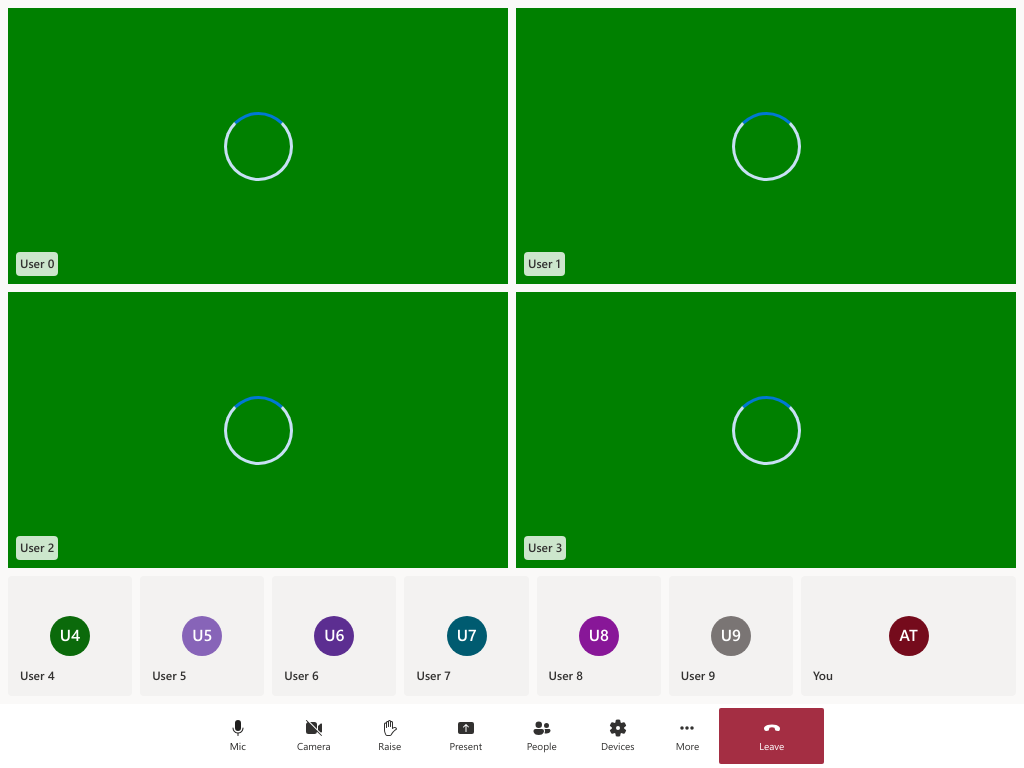 User 0
User 1
User 2
User 3
U4
U5
U6
U7
U8
U9
AT
User 4
User 5
User 6
User 7
User 8
User 9
You
Mic
Camera
Raise
Present
People
Devices
More
Leave